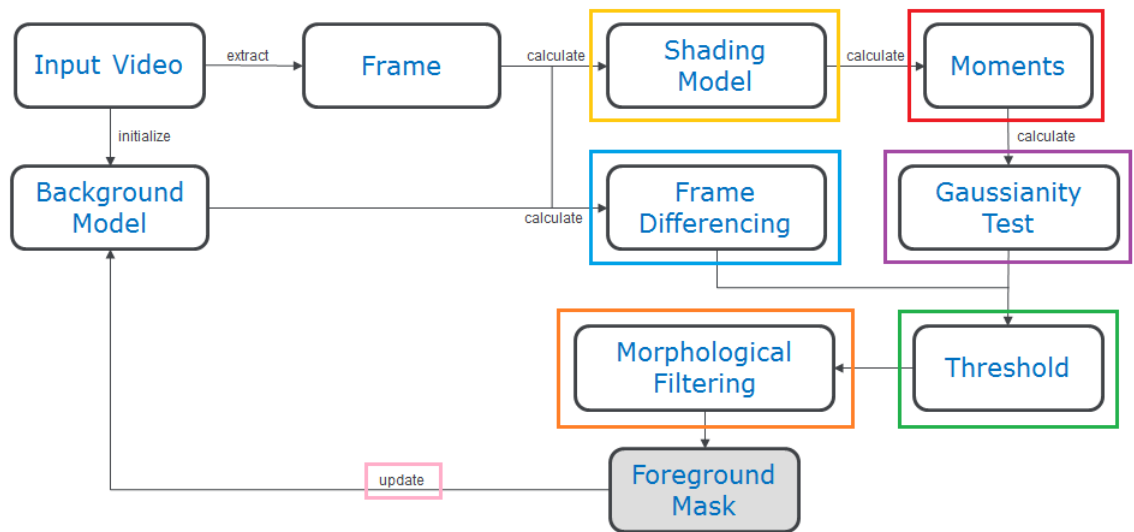 Input Video
extract
Frame
calculate
Shading
Model
calculate
Moments
initialize
calculate
Background
Model
calculate
Frame
Differencing
Gaussianity
Test
Morphological
Filtering
Threshold
update
Foreground
Mask